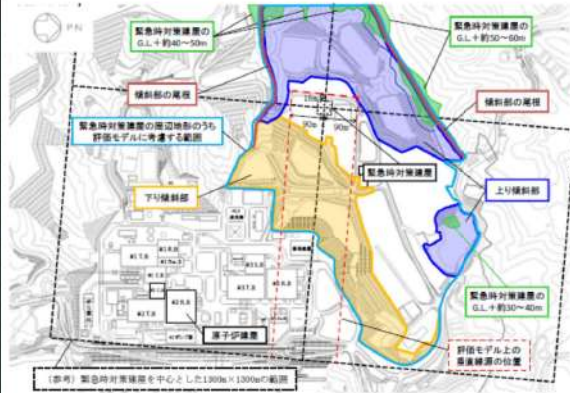 PN
緊急時対策建屋の
G.L+約40～50m
緊急時対策建屋の
G.L+約50～60m
傾斜部の尾根
傾斜部の尾根
緊急時対策建屋の周辺地形のうち
評価モデルに考慮する範囲
90m
90m
緊急時対策建屋
下り傾斜部
上り傾斜部
緊急時対策建屋の
G.L+約30～40m
原子炉建屋
評価モデル上の
垂直線源の位置
(参考) 緊急時対策建屋を中心とした1300m×1300mの範囲